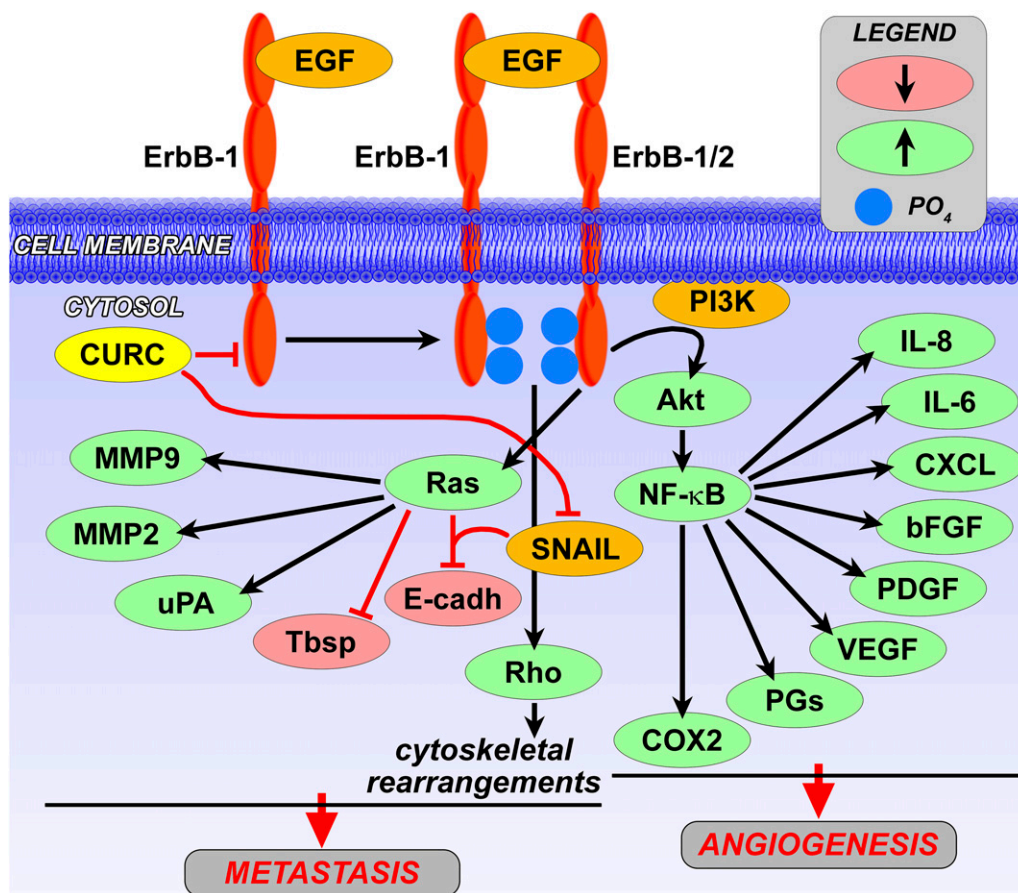 EGF
EGF
LEGEND
PO4
ErbB-1
ErbB-1
ErbB-1/2
CELL MEMBRANE
CYTOSOL
CURC
PI3K
Akt
IL-8
IL-6
CXCL
bFGF
PDGF
VEGF
PGs
COX2
NF-κB
MMP9
MMP2
uPA
Ras
SNAIL
E-cadh
Tbsp
Rho
cytoskeletal
rearrangements
METASTASIS
ANGIOGENESIS